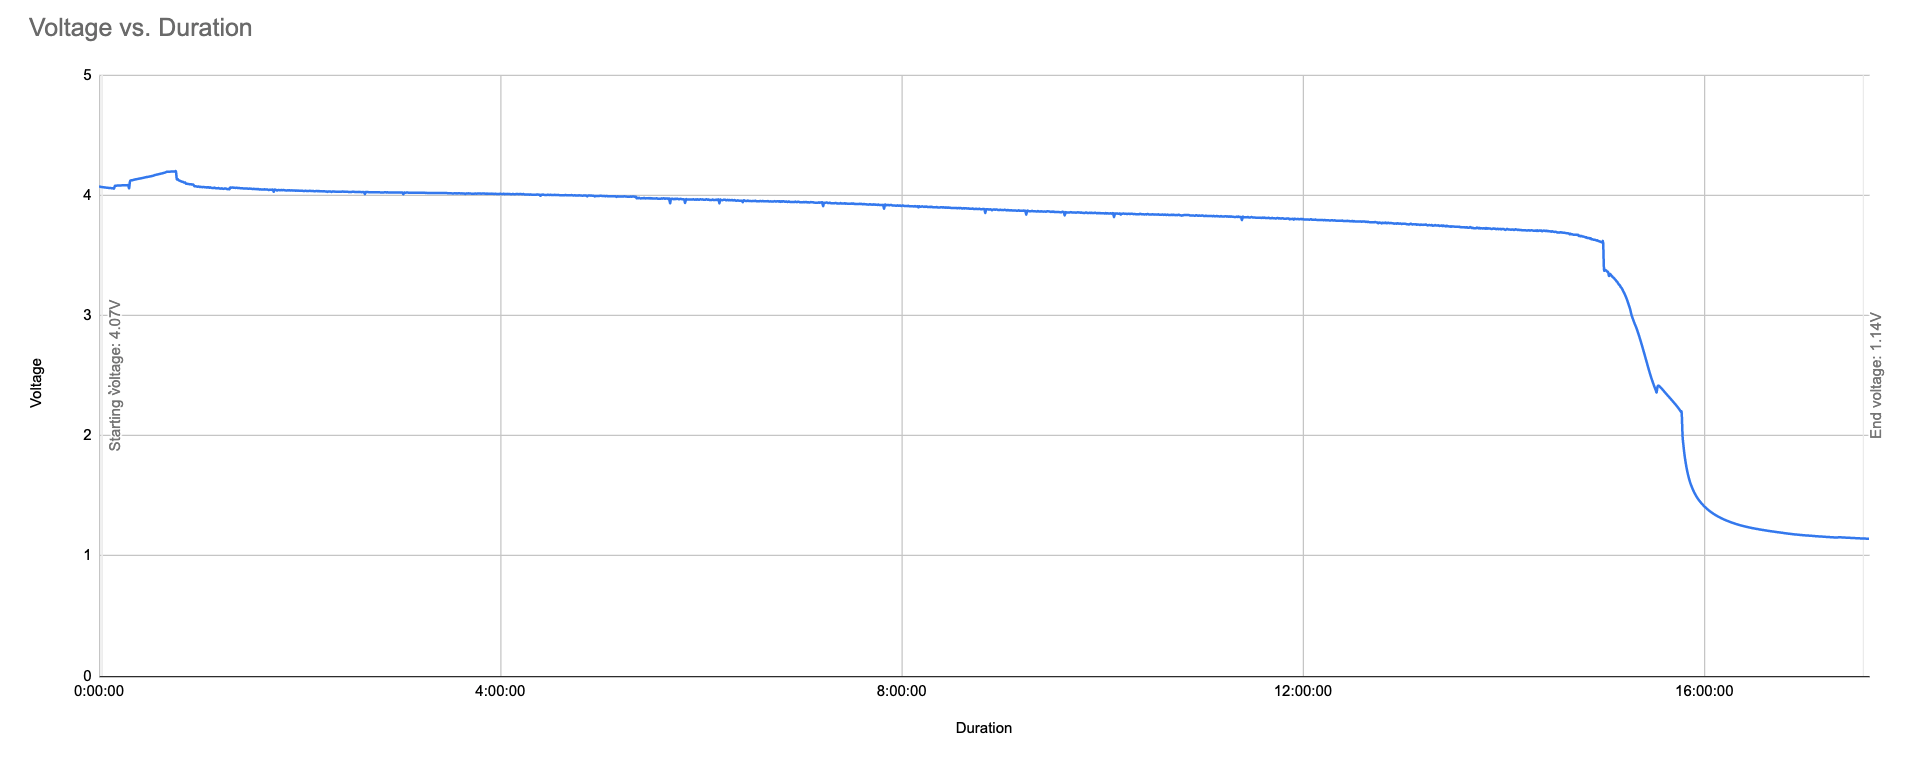 Voltage vs. Duration
5
4
3
2
1
0
Voltage
Starting Voltage: 4.07V
End voltage: 1.14V
0:00:00
4:00:00
8:00:00
12:00:00
16:00:00
Duration